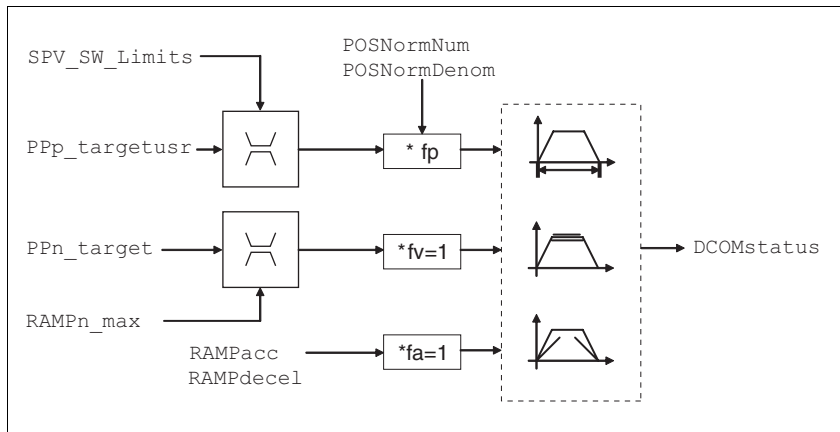 SPV_SW_Limits
POSNormNum
POSNormDenom
PPp_targetusr
* fp
PPn_target
*fv=1
DCOMstatus
RAMPn_max
RAMPacc
RAMPdecel
*fa=1